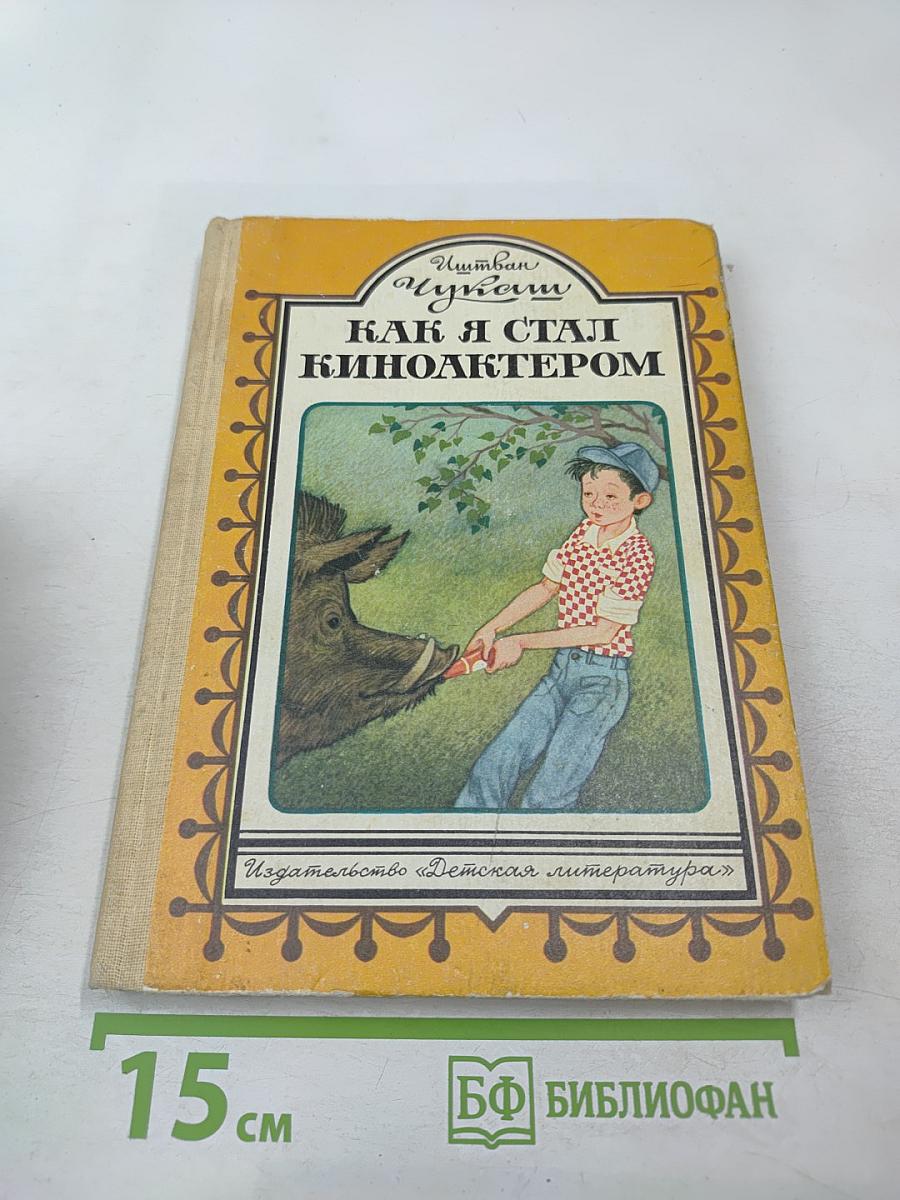 Иштван
Чукаш
КАК Я СТАЛ
КИНОАКТЕРОМ
Издательство «Детская литература»
15 см
БФ БИБЛИОФАН